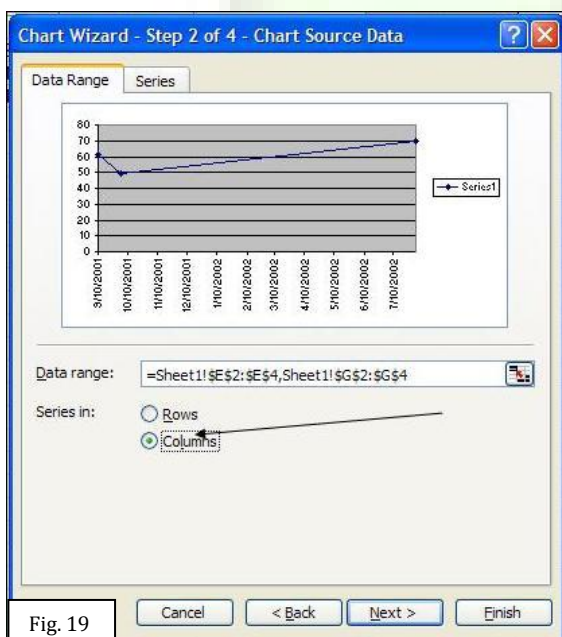 Chart Wizard - Step 2 of 4 - Chart Source Data
Data Range
Series
80
70
60
50
40
30
20
10
0
9/10/2001
10/10/2001
11/10/2001
12/10/2001
1/10/2002
2/10/2002
3/10/2002
4/10/2002
5/10/2002
6/10/2002
7/10/2002
Series1
Data range: =Sheet1!$E$2:$E$4,Sheet1!$G$2:$G$4
Series in:
Rows
Columns
Cancel
< Back
Next >
Finish
Fig. 19